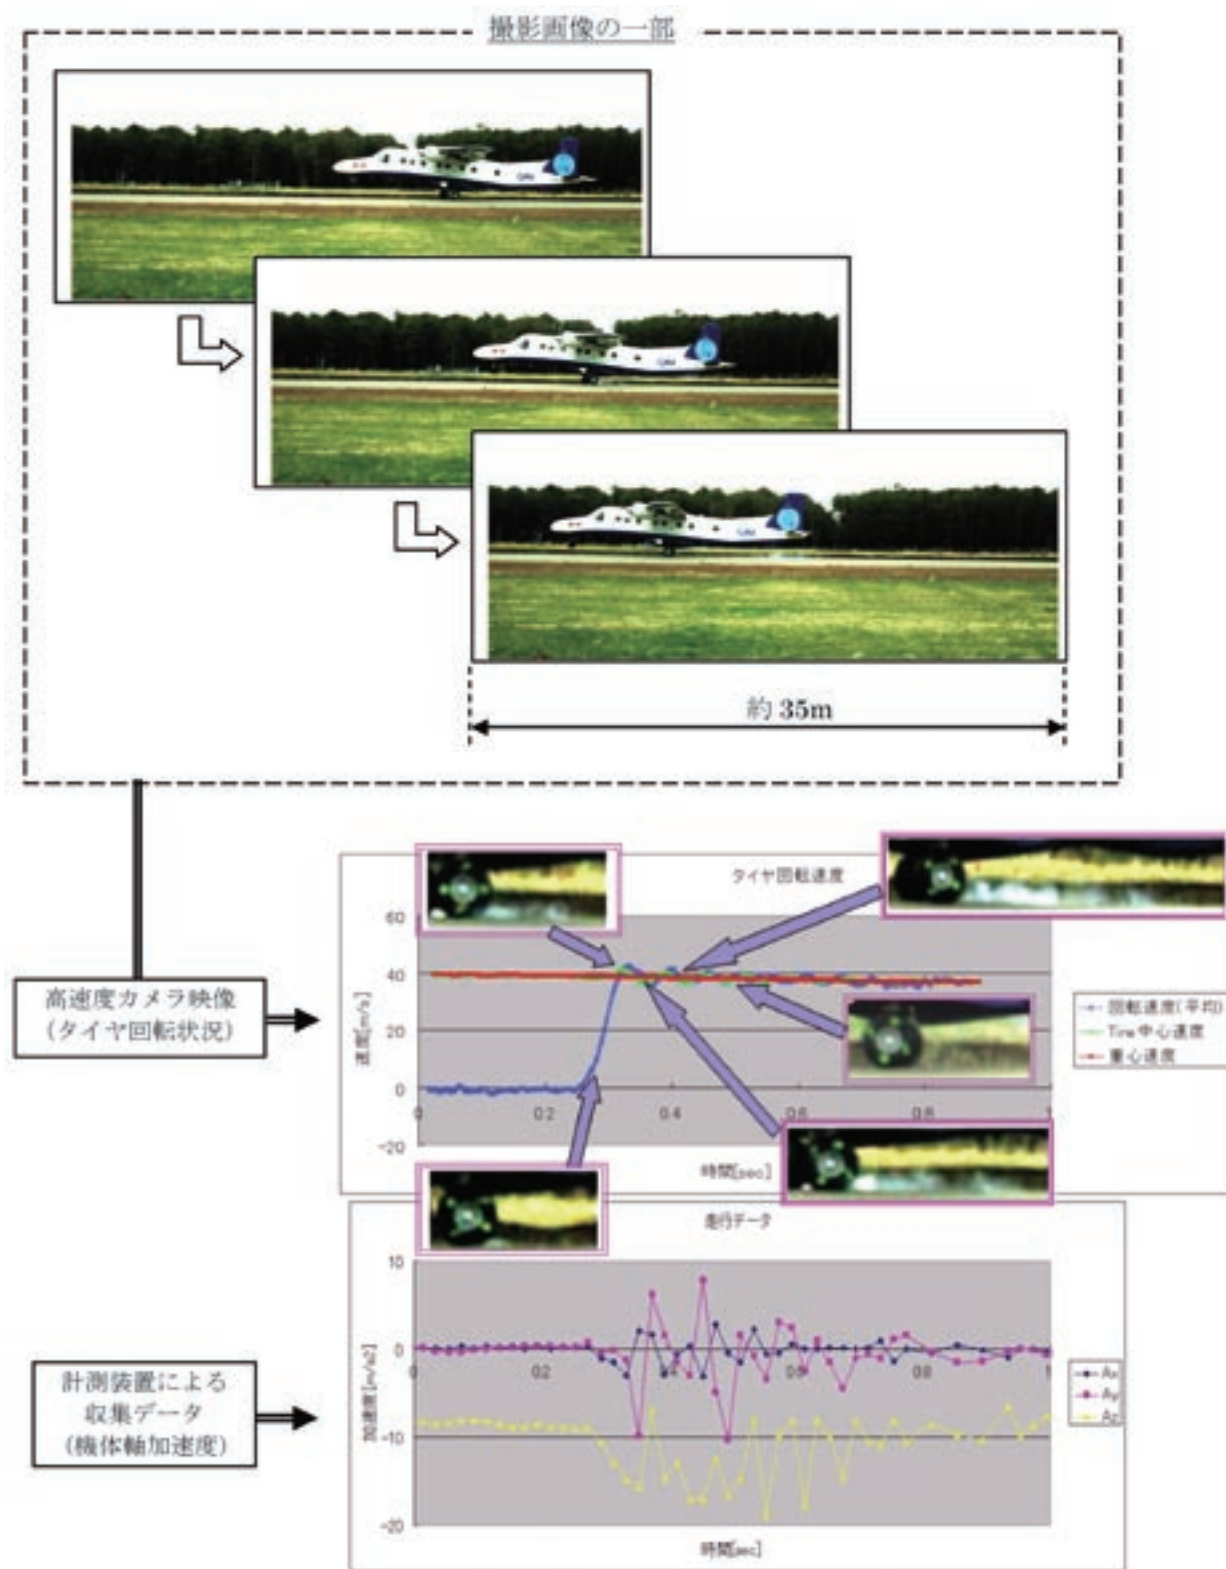 撮影画像の一部
約 35m
高速度カメラ映像
(タイヤ回転状況)
タイヤ回転速度
速度[m/s]
60
40
20
0
-20
0
0.2
0.4
0.6
0.8
1
時間[sec]
回転速度(平均)
Tire中心速度
重心速度
計測装置による
収集データ
(機体軸加速度)
走行データ
加速度[m/s2]
10
0
-10
-20
0
0.2
0.4
0.6
0.8
1
時間[sec]
Ax
Ay
Az